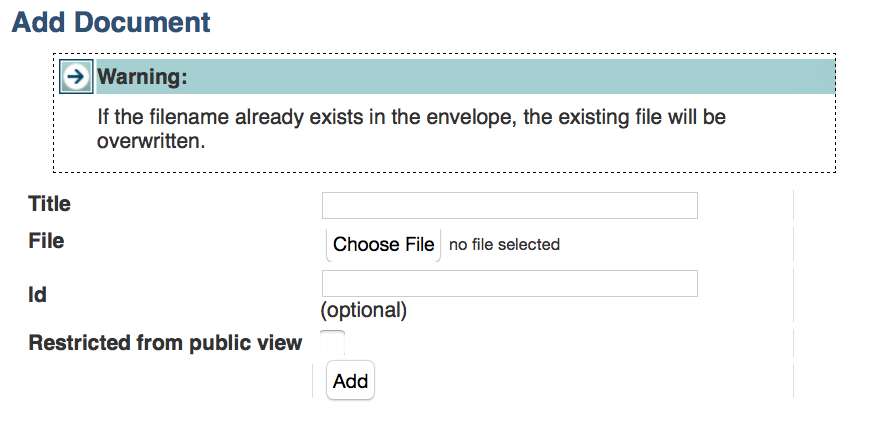 Add Document
Warning:
If the filename already exists in the envelope, the existing file will be
overwritten.
Title
File Choose File no file selected
Id
(optional)
Restricted from public view
Add